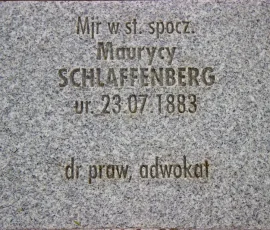 Mjr w st. spocz.
Maurycy
SCHLAFFENBERG
ur. 23.07 1883
dr praw, adwokat